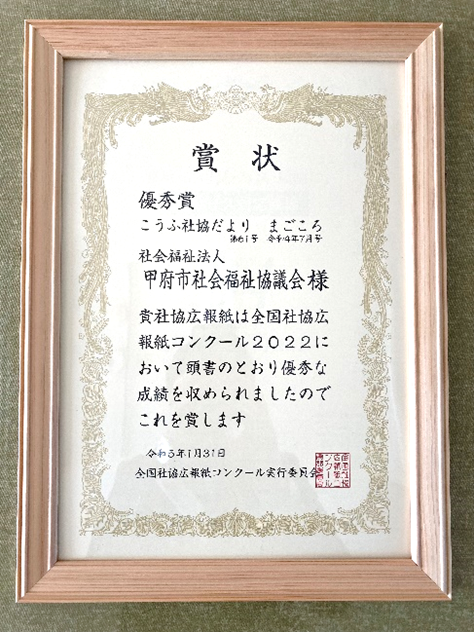 賞 状
優秀賞
こうふ社協だより まごころ
第61号 令和4年7月号
社会福祉法人
甲府市社会福祉協議会 様
貴社協広報紙は全国社協広
報紙コンクール2022に
おいて頭書のとおり優秀な
成績を収められましたので
これを賞します
令和5年1月31日
全国社協広報紙コンクール実行委員会